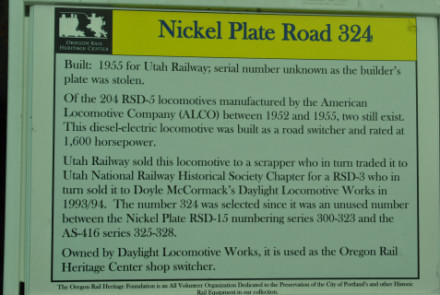 OREGON RAIL
HERITAGE CENTER
Nickel Plate Road 324
Built:  1955 for Utah Railway; serial number unknown as the builder's
plate was stolen.
Of the 204 RSD-5 locomotives manufactured by the American
Locomotive Company (ALCO) between 1952 and 1955, two still exist.
This diesel-electric locomotive was built as a road switcher and rated at
1,600 horsepower.
Utah Railway sold this locomotive to a scrapper who in turn traded it to
Utah National Railway Historical Society Chapter for a RSD-3 who in
turn sold it to Doyle McCormack's Daylight Locomotive Works in
1993/94.  The number 324 was selected since it was an unused number
between the Nickel Plate RSD-15 numbering series 300-323 and the
AS-416 series 325-328.
Owned by Daylight Locomotive Works, it is used as the Oregon Rail
Heritage Center shop switcher.
The Oregon Rail Heritage Foundation is an All Volunteer Organization Dedicated to the Preservation of the City of Portland's and other Historic
Rail Equipment in our collection.